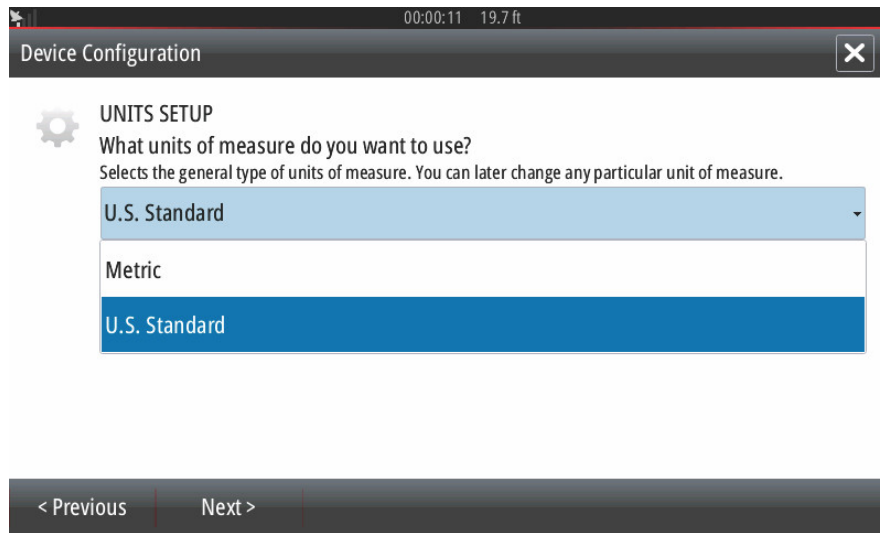 00:00:11 19.7 ft
Device Configuration
UNITS SETUP
What units of measure do you want to use?
Selects the general type of units of measure. You can later change any particular unit of measure.
U.S. Standard
Metric
U.S. Standard
< Previous Next >